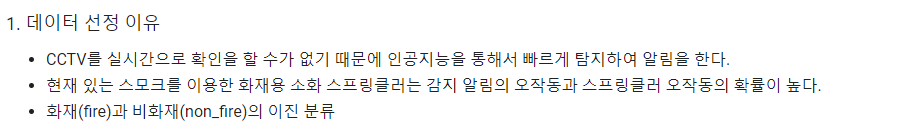 1. 데이터 선정 이유
• CCTV를 실시간으로 확인을 할 수가 없기 때문에 인공지능을 통해서 빠르게 탐지하여 알림을 한다.
• 현재 있는 스모크를 이용한 화재용 소화 스프링클러는 감지 알림의 오작동과 스프링클러 오작동의 확률이 높다.
• 화재(fire)과 비화재(non_fire)의 이진 분류